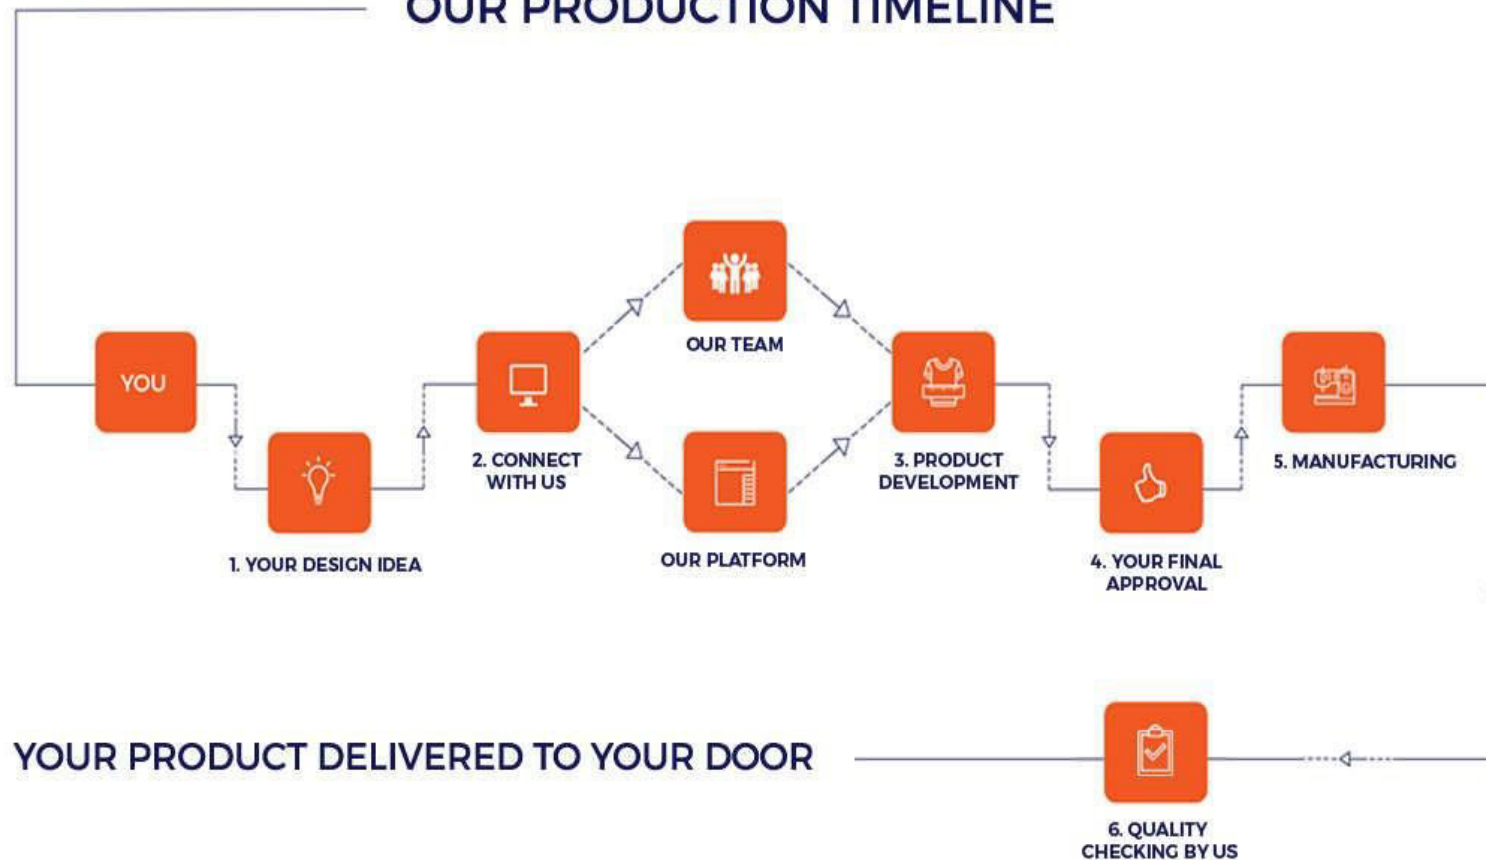 OUR PRODUCTION TIMELINE
YOU
1. YOUR DESIGN IDEA
2. CONNECT
WITH US
OUR TEAM
OUR PLATFORM
3. PRODUCT
DEVELOPMENT
4. YOUR FINAL
APPROVAL
5. MANUFACTURING
YOUR PRODUCT DELIVERED TO YOUR DOOR
6. QUALITY
CHECKING BY US